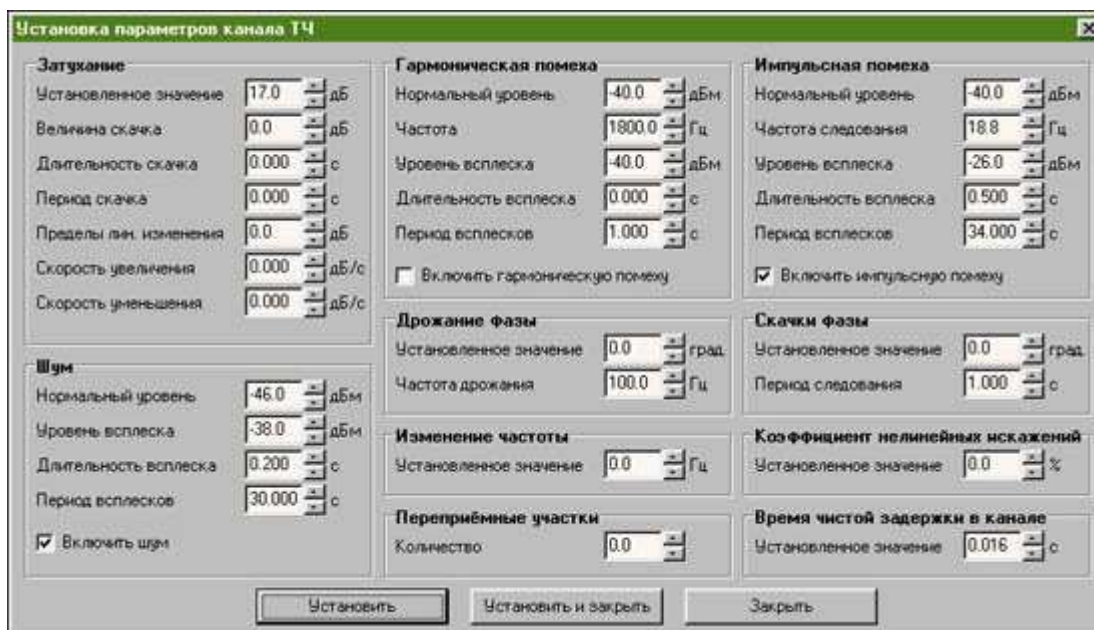 Установка параметров канала ТЧ
Затухание
Установленное значение 17.0 дБ
Величина скачка 0.0 дБ
Длительность скачка 0.000 с
Период скачка 0.000 с
Пределы лин. изменения 0.0 дБ
Скорость увеличения 0.000 дБ/с
Скорость уменьшения 0.000 дБ/с
Шум
Нормальный уровень -46.0 дБм
Уровень всплеска -38.0 дБм
Длительность всплеска 0.200 с
Период всплесков 30.000 с
Включить шум
Гармоническая помеха
Нормальный уровень -40.0 дБм
Частота 1800.0 Гц
Уровень всплеска -40.0 дБм
Длительность всплеска 0.000 с
Период всплесков 1.000 с
Включить гармоническую помеху
Дрожание фазы
Установленное значение 0.0 град.
Частота дрожания 100.0 Гц
Изменение частоты
Установленное значение 0.0 Гц
Переприёмные участки
Количество 0.0
Импульсная помеха
Нормальный уровень -40.0 дБм
Частота следования 18.8 Гц
Уровень всплеска -26.0 дБм
Длительность всплеска 0.500 с
Период всплесков 34.000 с
Включить импульсную помеху
Скачки фазы
Установленное значение 0.0 град.
Период следования 1.000 с
Коэффициент нелинейных искажений
Установленное значение 0.0 %
Время чистой задержки в канале
Установленное значение 0.016 с
Установить
Установить и закрыть
Закрыть